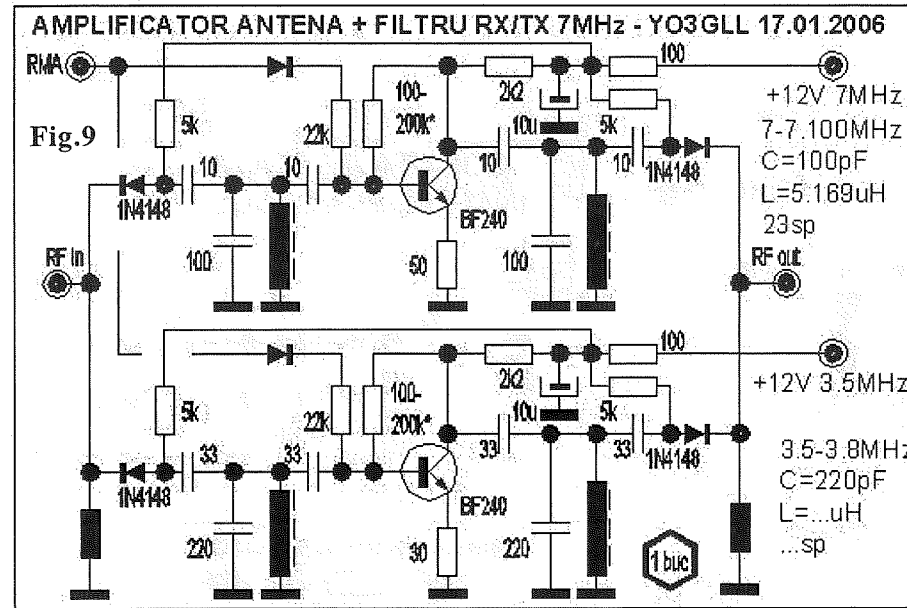 AMPLIFICATOR ANTENA + FILTRU RX/TX 7MHz - YO3GLL 17.01.2006
RMA
Fig.9
5k
22k
100-
200k*
2k2
10u
100
5k
+12V 7MHz
7-7.100MHz
C=100pF
L=5.169uH
23sp
1N4148
10
10
10
10
1N4148
BF240
RF in
100
50
100
RF out
5k
22k
100-
200k*
2k2
10u
100
5k
+12V 3.5MHz
3.5-3.8MHz
C=220pF
L=...uH
...sp
1N4148
33
33
33
33
1N4148
BF240
220
30
220
1 buc